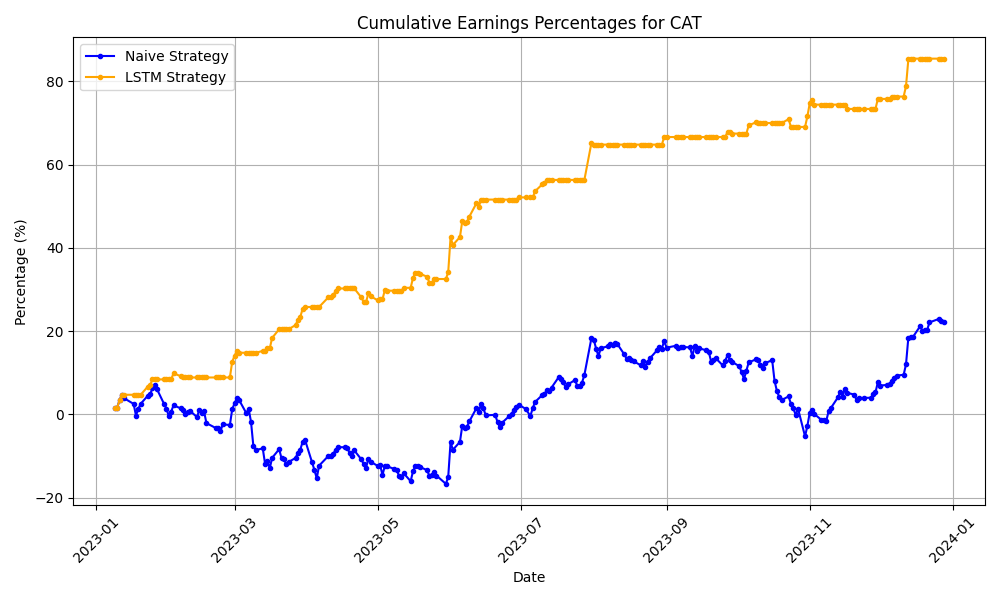 Cumulative Earnings Percentages for CAT
Naive Strategy
LSTM Strategy
Percentage (%)
80
60
40
20
0
−20
2023-01
2023-03
2023-05
2023-07
2023-09
2023-11
2024-01
Date